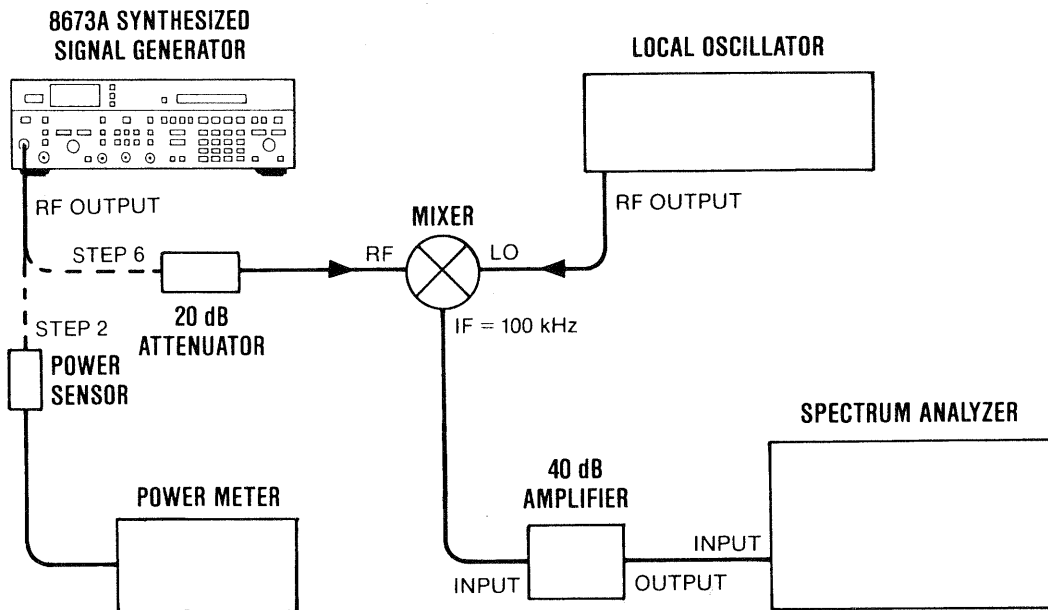 8673A SYNTHESIZED
SIGNAL GENERATOR
LOCAL OSCILLATOR
RF OUTPUT
RF OUTPUT
MIXER
STEP 6
RF
LO
20 dB
ATTENUATOR
IF = 100 kHz
STEP 2
POWER
SENSOR
SPECTRUM ANALYZER
40 dB
AMPLIFIER
POWER METER
INPUT
INPUT
OUTPUT